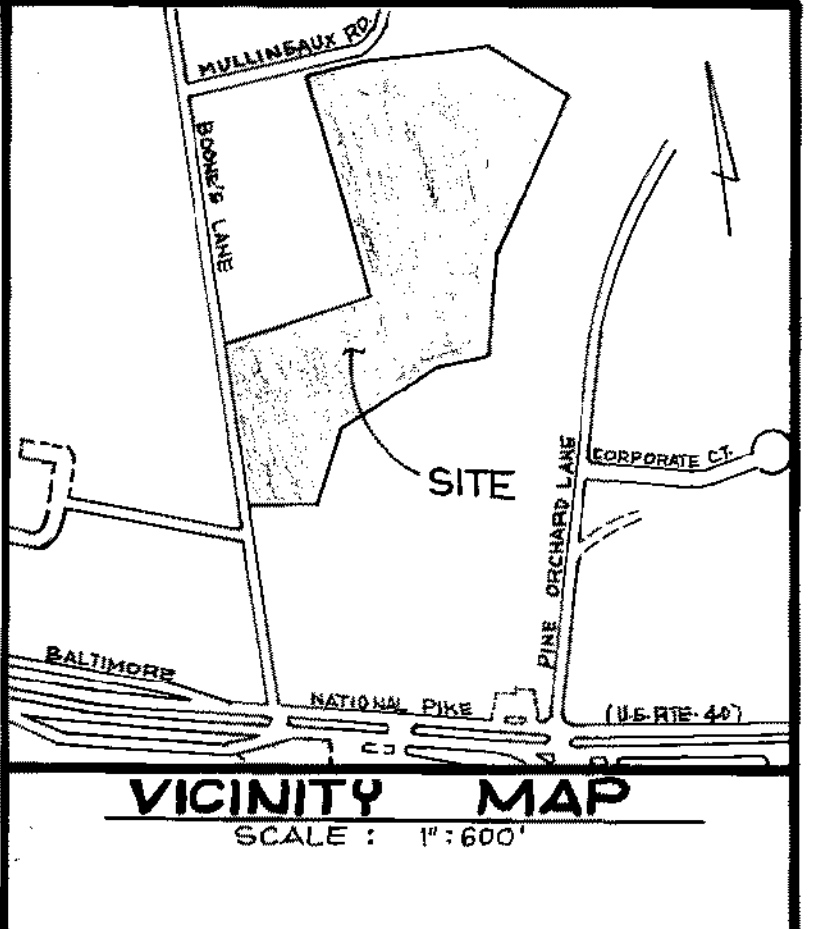 MULLINEAUX RD.
BOONE'S LANE
SITE
CORPORATE CT.
PINE ORCHARD LANE
BALTIMORE
NATIONAL PIKE
(U.S. RTE. 40)
VICINITY MAP
SCALE : 1" : 600'